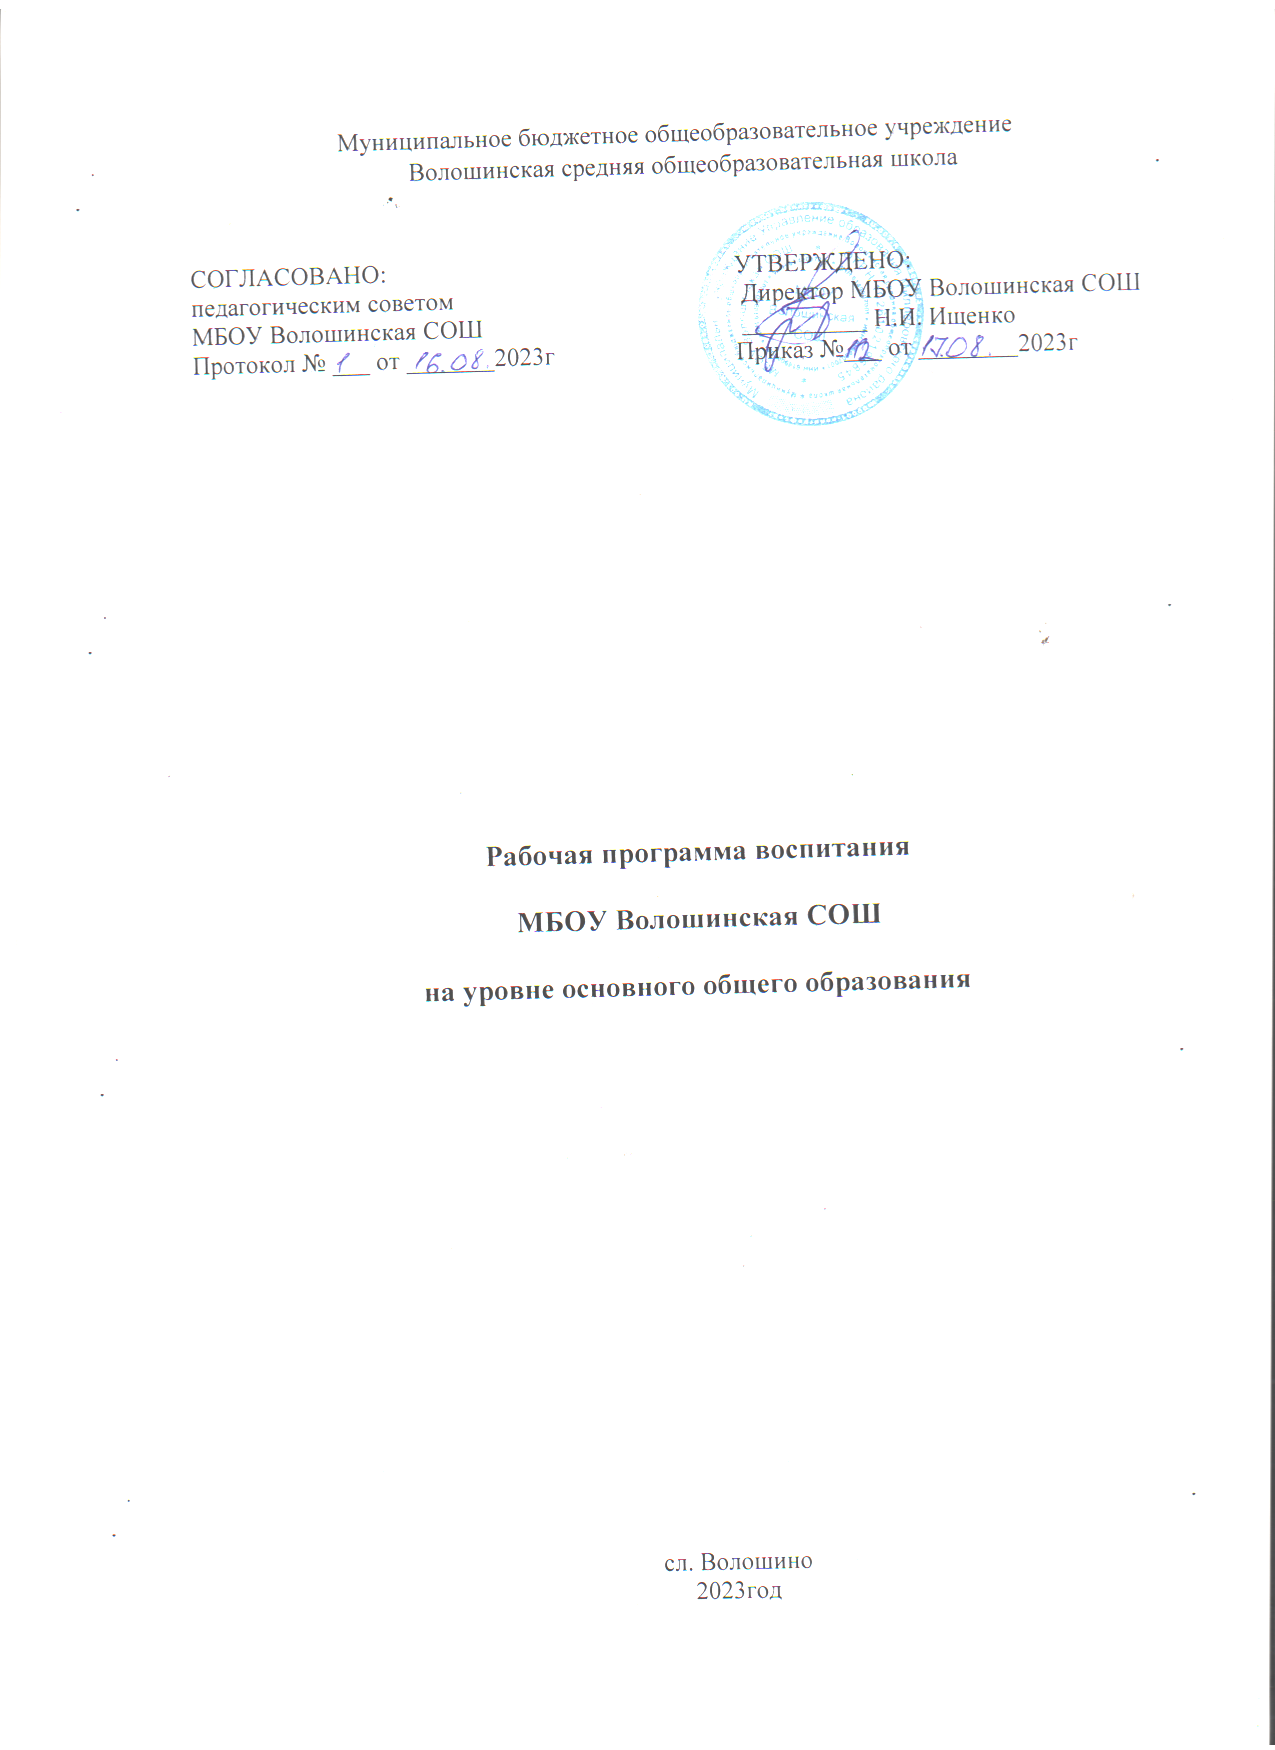 Муниципальное бюджетное общеобразовательное учреждение
Волошинская средняя общеобразовательная школа
СОГЛАСОВАНО:
педагогическим советом
МБОУ Волошинская СОШ
Протокол № 1 от 16.08.2023г
УТВЕРЖДЕНО:
Директор МБОУ Волошинская СОШ
Н.И. Ищенко
Приказ № 112 от 17.08.2023г
Рабочая программа воспитания
МБОУ Волошинская СОШ
на уровне основного общего образования
сл. Волошино
2023год